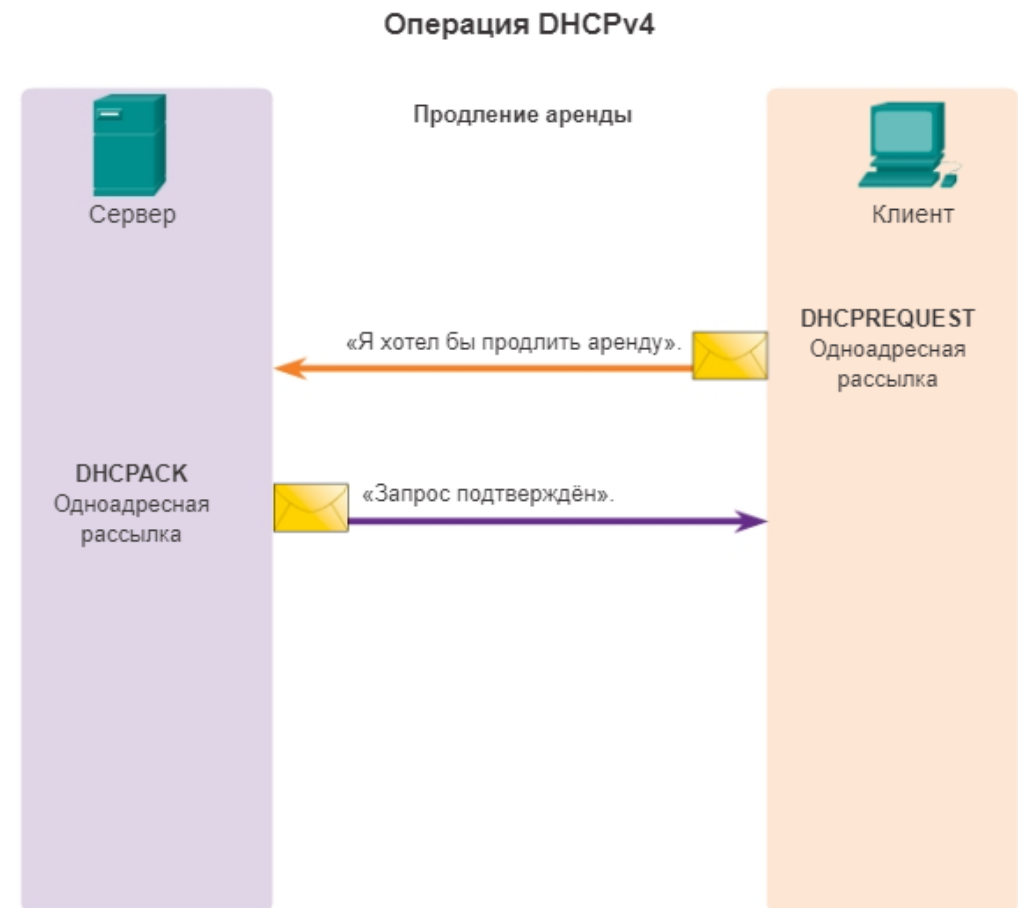 Операция DHCPv4
Продление аренды
Сервер
Клиент
DHCPREQUEST
Одноадресная
рассылка
«Я хотел бы продлить аренду».
DHCPACK
Одноадресная
рассылка
«Запрос подтверждён».